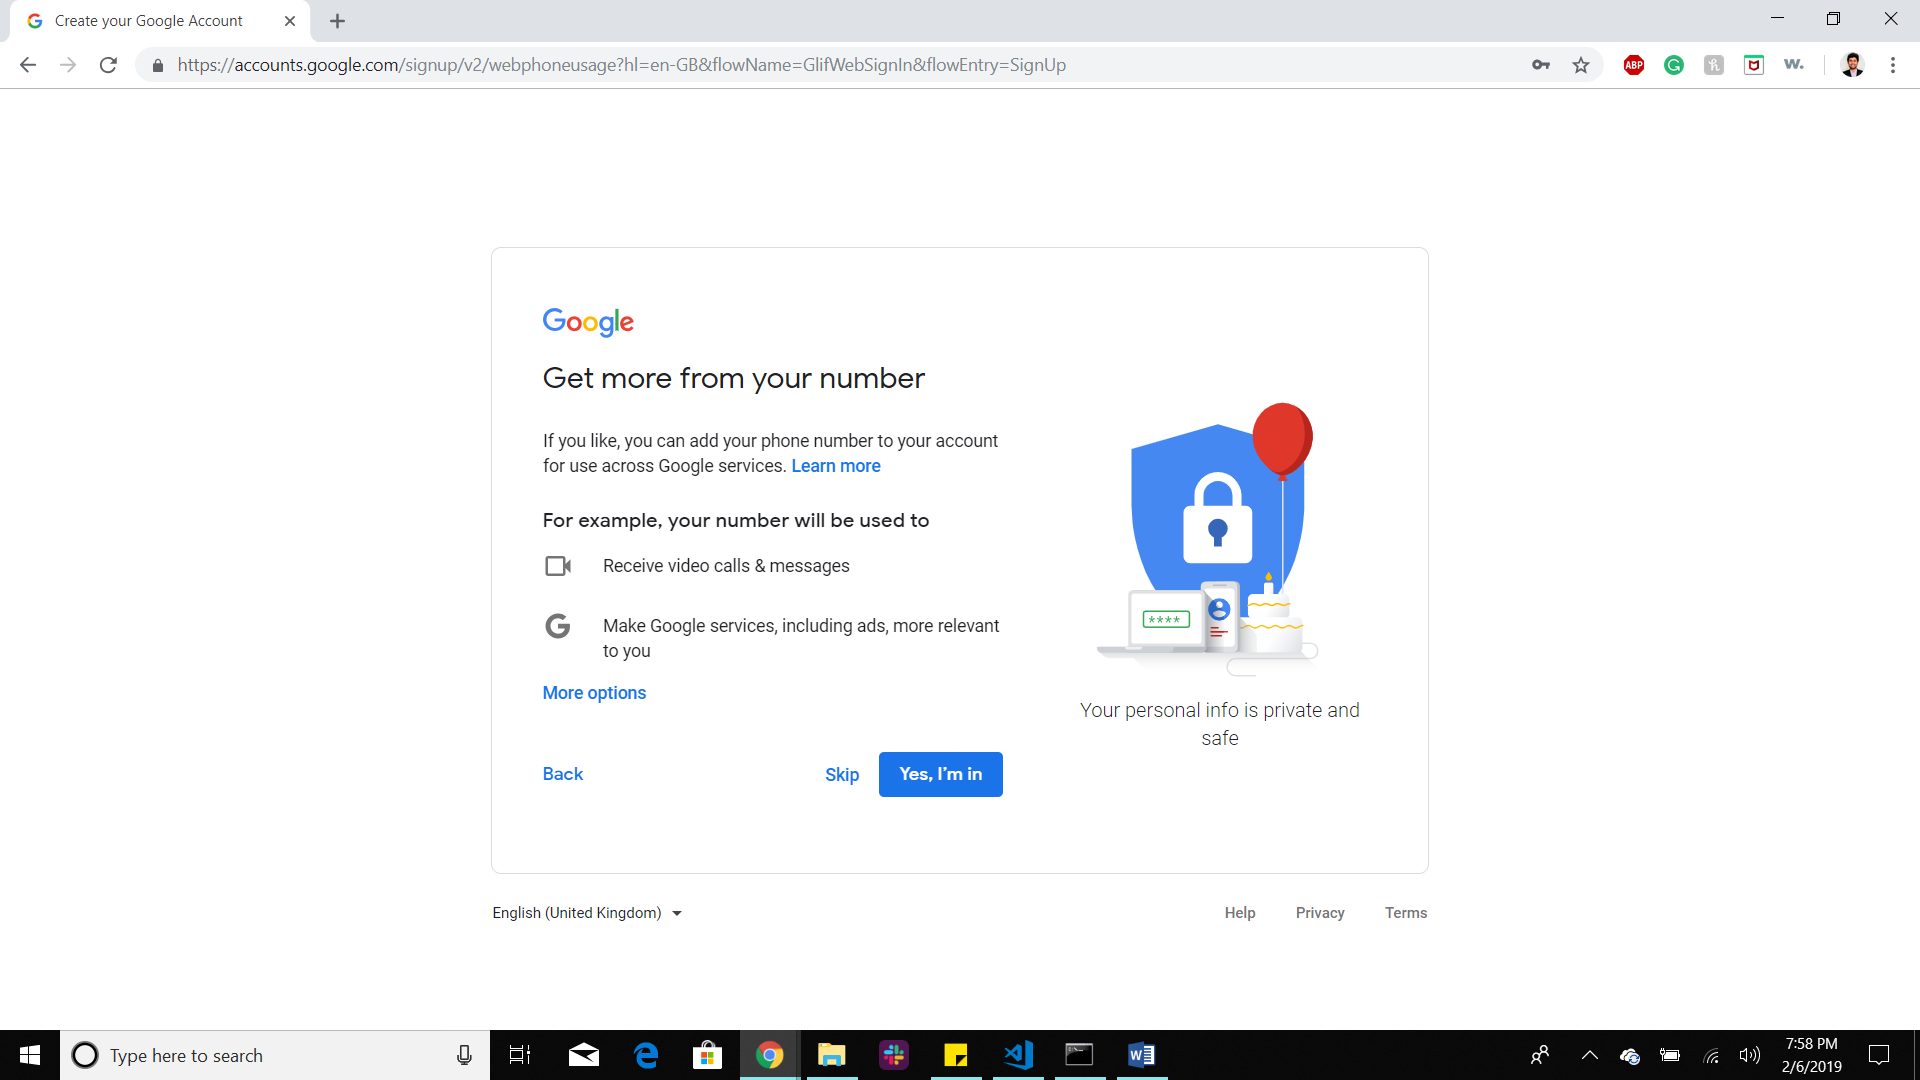 Create your Google Account
https://accounts.google.com/signup/v2/webphoneusage?hl=en-GB&flowName=GlifWebSignIn&flowEntry=SignUp
ABP
w.
Google
Get more from your number
If you like, you can add your phone number to your account
for use across Google services. Learn more
For example, your number will be used to
Receive video calls & messages
G
Make Google services, including ads, more relevant
to you
More options
Back
Skip
Yes, I'm in
****
Your personal info is private and
safe
English (United Kingdom)
Help
Privacy
Terms
Type here to search
7:58 PM
2/6/2019